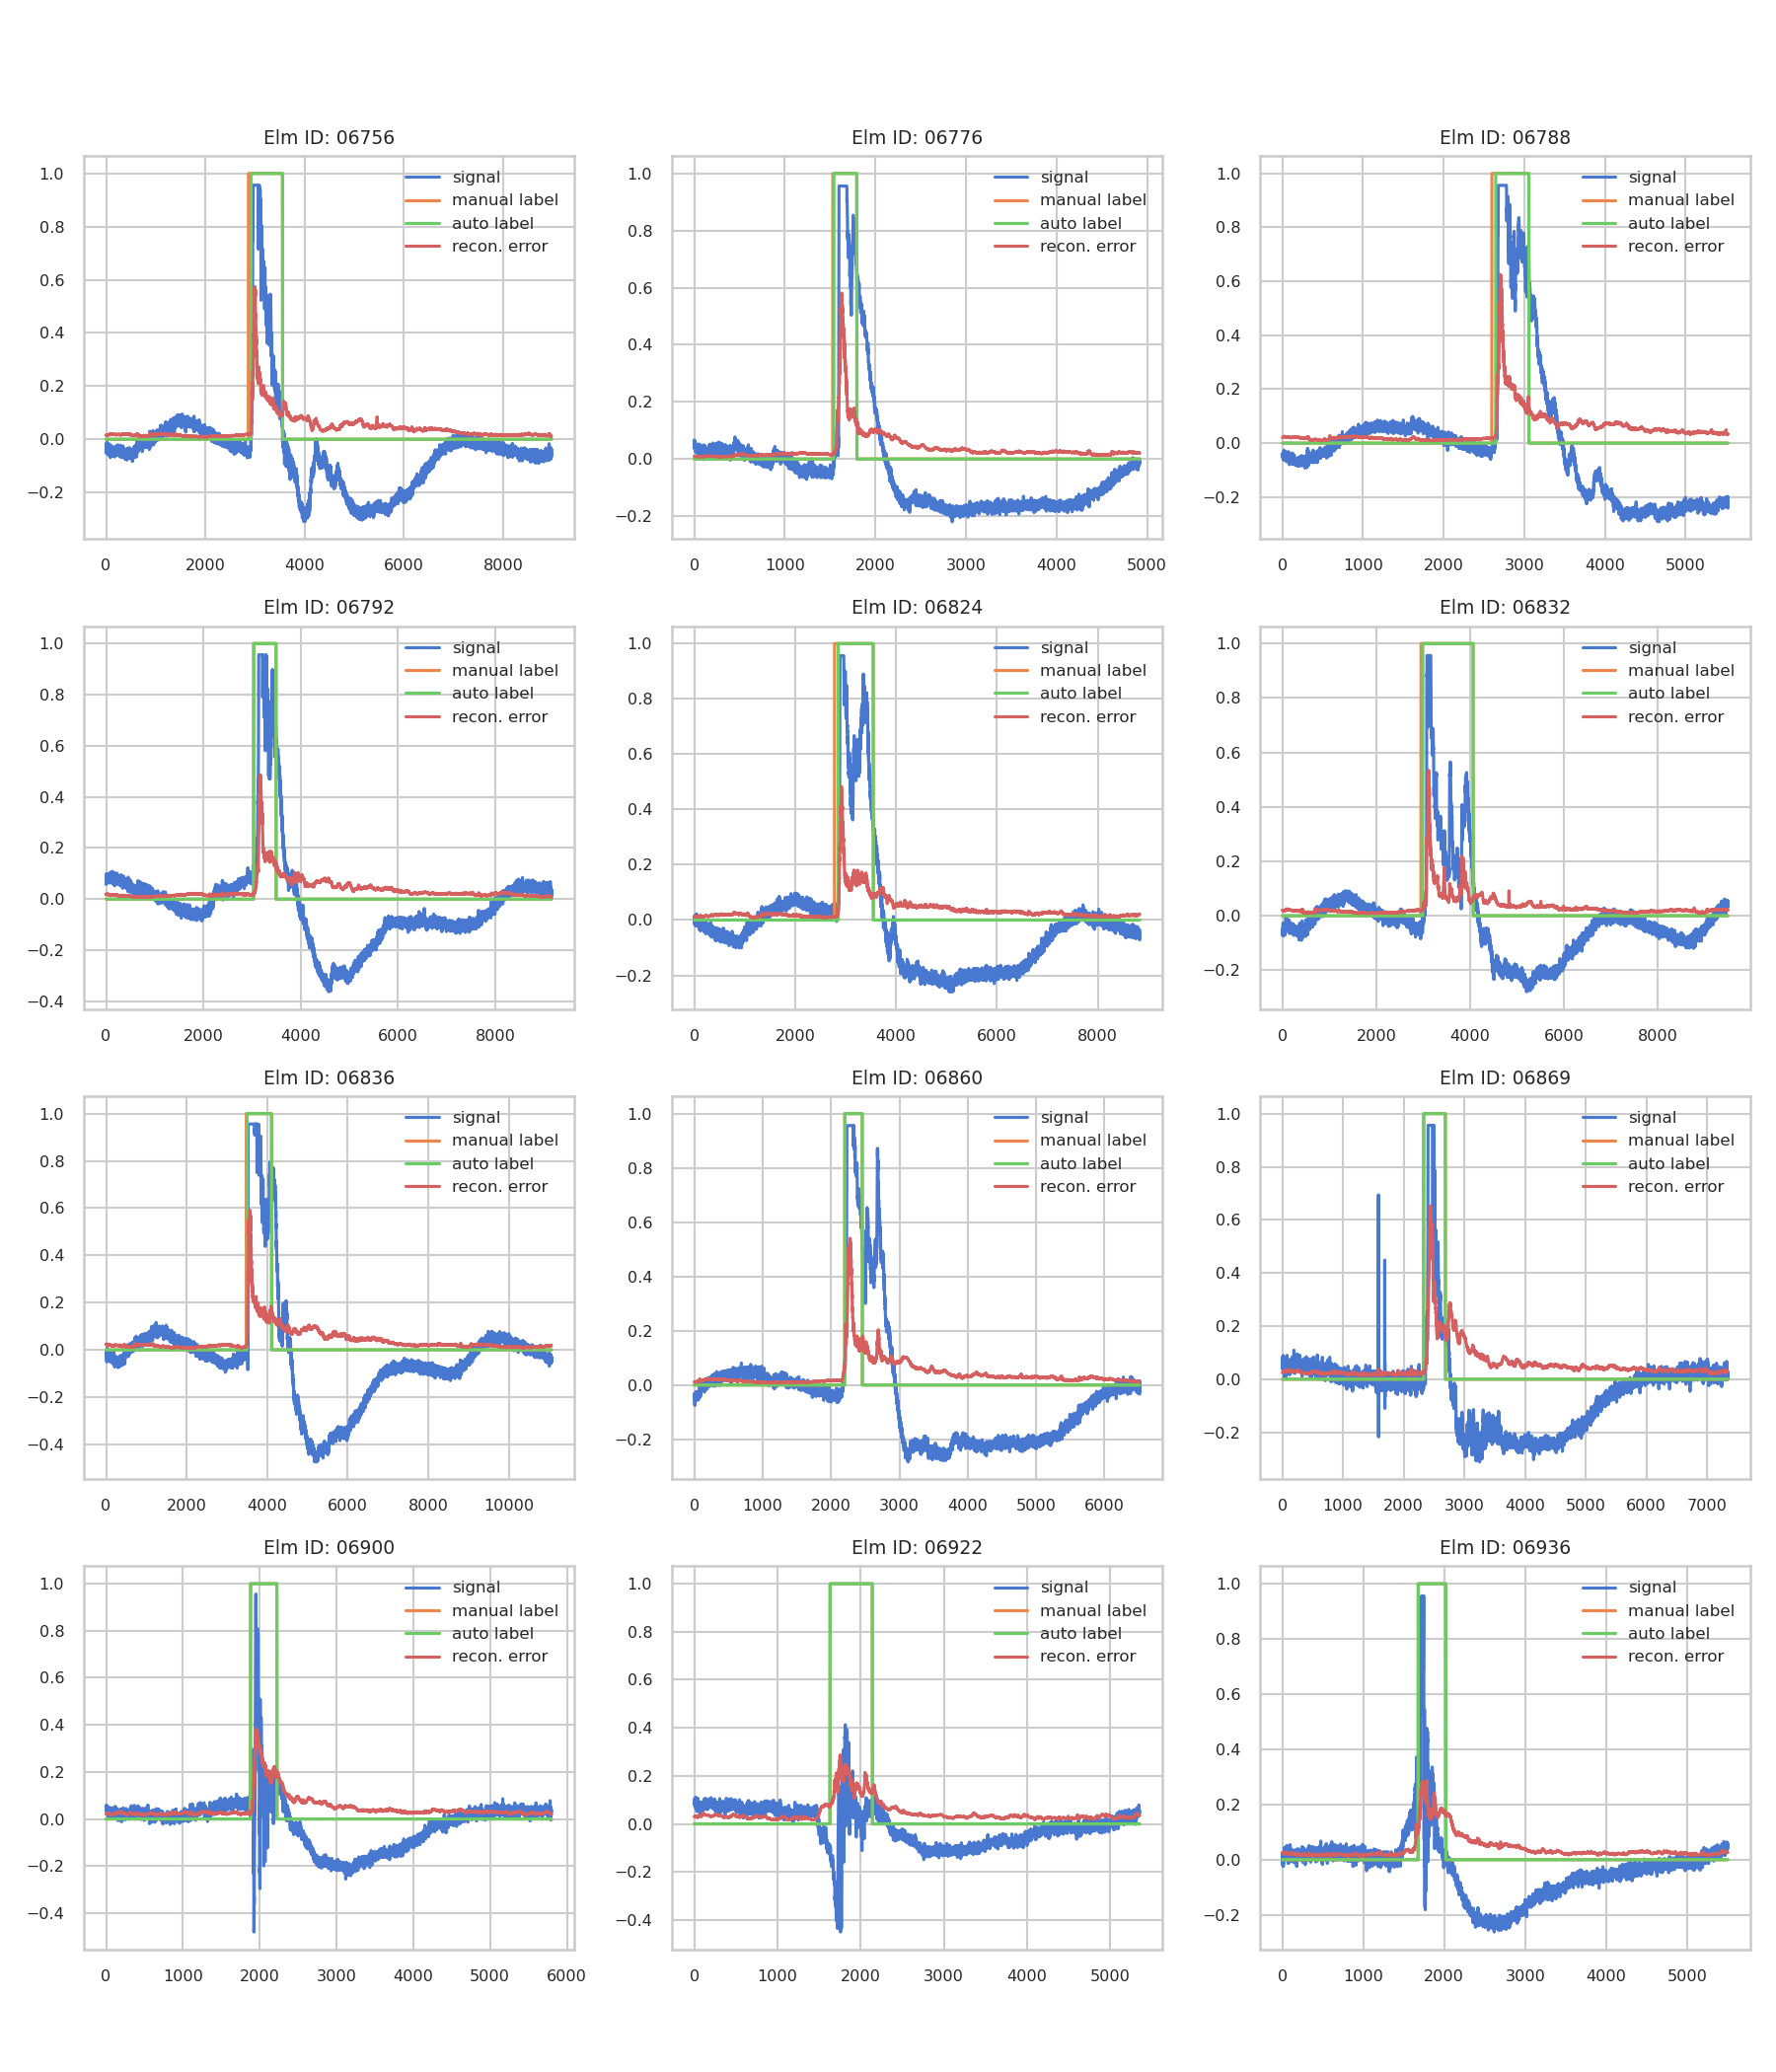 Elm ID: 06756
1.0
0.8
0.6
0.4
0.2
0.0
−0.2
0 2000 4000 6000 8000
signal
manual label
auto label
recon. error
Elm ID: 06776
1.0
0.8
0.6
0.4
0.2
0.0
−0.2
0 1000 2000 3000 4000 5000
signal
manual label
auto label
recon. error
Elm ID: 06788
1.0
0.8
0.6
0.4
0.2
0.0
−0.2
0 1000 2000 3000 4000 5000
signal
manual label
auto label
recon. error
Elm ID: 06792
1.0
0.8
0.6
0.4
0.2
0.0
−0.2
−0.4
0 2000 4000 6000 8000
signal
manual label
auto label
recon. error
Elm ID: 06824
1.0
0.8
0.6
0.4
0.2
0.0
−0.2
0 2000 4000 6000 8000
signal
manual label
auto label
recon. error
Elm ID: 06832
1.0
0.8
0.6
0.4
0.2
0.0
−0.2
0 2000 4000 6000 8000
signal
manual label
auto label
recon. error
Elm ID: 06836
1.0
0.8
0.6
0.4
0.2
0.0
−0.2
−0.4
0 2000 4000 6000 8000 10000
signal
manual label
auto label
recon. error
Elm ID: 06860
1.0
0.8
0.6
0.4
0.2
0.0
−0.2
0 1000 2000 3000 4000 5000 6000
signal
manual label
auto label
recon. error
Elm ID: 06869
1.0
0.8
0.6
0.4
0.2
0.0
−0.2
0 1000 2000 3000 4000 5000 6000 7000
signal
manual label
auto label
recon. error
Elm ID: 06900
1.0
0.8
0.6
0.4
0.2
0.0
−0.2
−0.4
0 1000 2000 3000 4000 5000 6000
signal
manual label
auto label
recon. error
Elm ID: 06922
1.0
0.8
0.6
0.4
0.2
0.0
−0.2
−0.4
0 1000 2000 3000 4000 5000
signal
manual label
auto label
recon. error
Elm ID: 06936
1.0
0.8
0.6
0.4
0.2
0.0
−0.2
0 1000 2000 3000 4000 5000
signal
manual label
auto label
recon. error